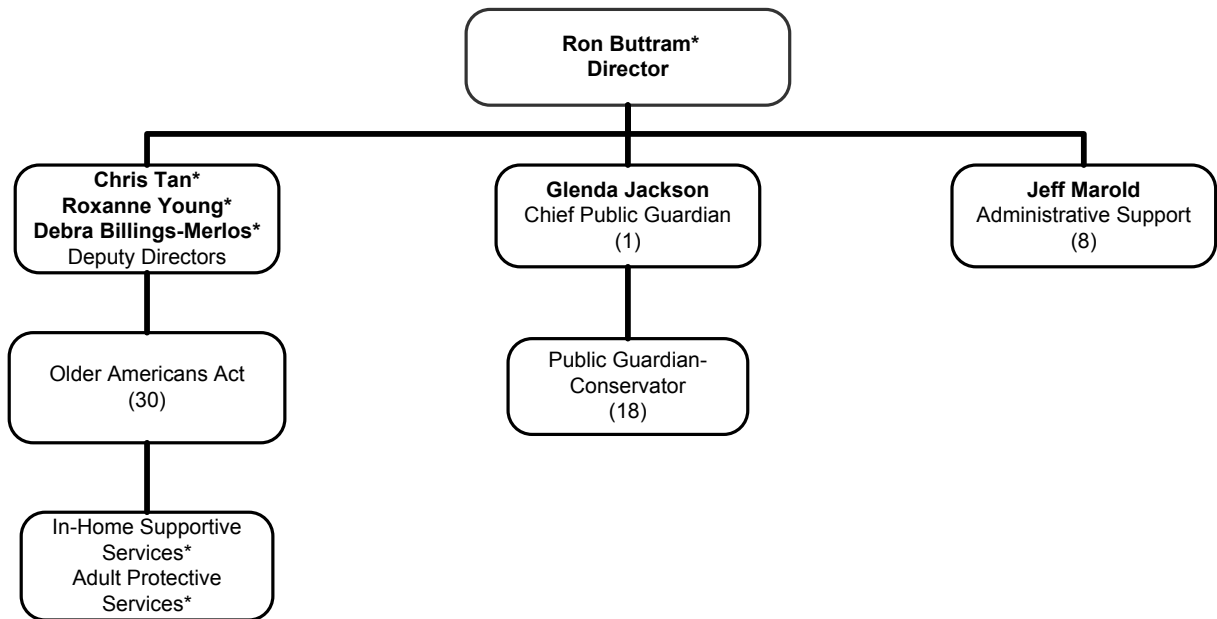 Ron Buttram*
Director
Chris Tan*
Roxanne Young*
Debra Billings-Merlos*
Deputy Directors
Glenda Jackson
Chief Public Guardian
(1)
Jeff Marold
Administrative Support
(8)
Older Americans Act
(30)
Public Guardian-
Conservator
(18)
In-Home Supportive
Services*
Adult Protective
Services*